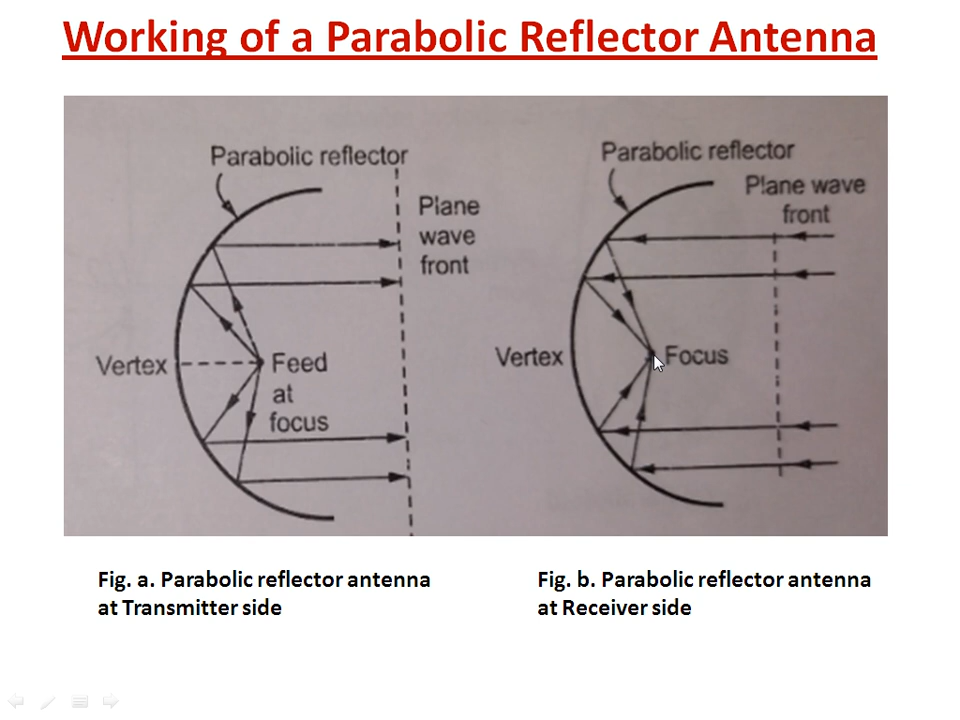 Working of a Parabolic Reflector Antenna
Parabolic reflector
Plane
wave
front
Vertex
Feed
at
focus
Parabolic reflector
Plane wave
front
Vertex
Focus
Fig. a. Parabolic reflector antenna
at Transmitter side
Fig. b. Parabolic reflector antenna
at Receiver side